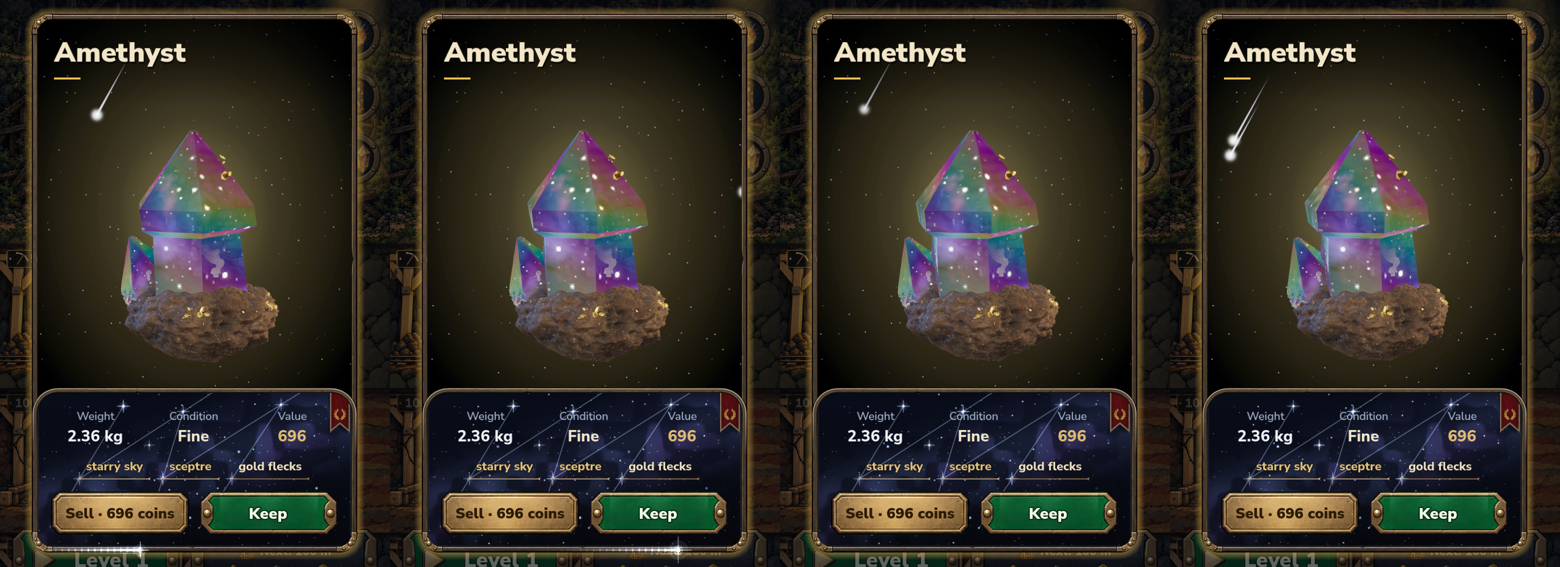 Amethyst
Weight Condition Value
2.36 kg Fine 696
starry sky sceptre gold flecks
Sell · 696 coins Keep
Level 1
Amethyst
Weight Condition Value
2.36 kg Fine 696
starry sky sceptre gold flecks
Sell · 696 coins Keep
Level 1
Amethyst
Weight Condition Value
2.36 kg Fine 696
starry sky sceptre gold flecks
Sell · 696 coins Keep
Level 1
Amethyst
Weight Condition Value
2.36 kg Fine 696
starry sky sceptre gold flecks
Sell · 696 coins Keep
Level 1